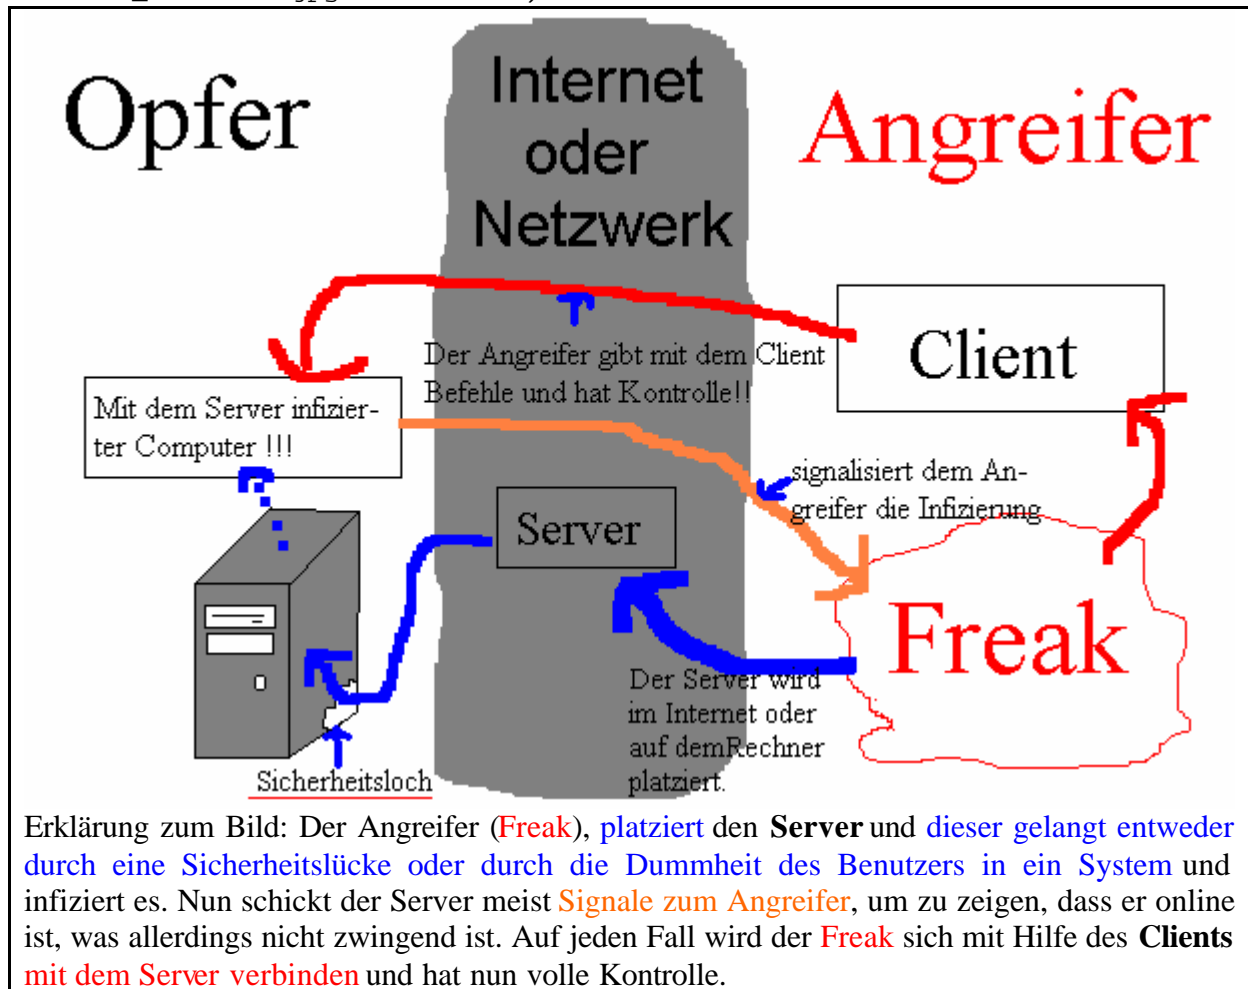 Opfer
Internet
oder
Netzwerk
Angreifer
Client
Der Angreifer gibt mit dem Client
Befehle und hat Kontrolle!!
Mit dem Server infizier-
ter Computer !!!
signalisiert dem An-
greifer die Infizierung
Server
Freak
Der Server wird
im Internet oder
auf demRechner
platziert.
Sicherheitsloch
Erklärung zum Bild: Der Angreifer (Freak), platziert den Server und dieser gelangt entweder
durch eine Sicherheitslücke oder durch die Dummheit des Benutzers in ein System und
infiziert es. Nun schickt der Server meist Signale zum Angreifer, um zu zeigen, dass er online
ist, was allerdings nicht zwingend ist. Auf jeden Fall wird der Freak sich mit Hilfe des Clients
mit dem Server verbinden und hat nun volle Kontrolle.